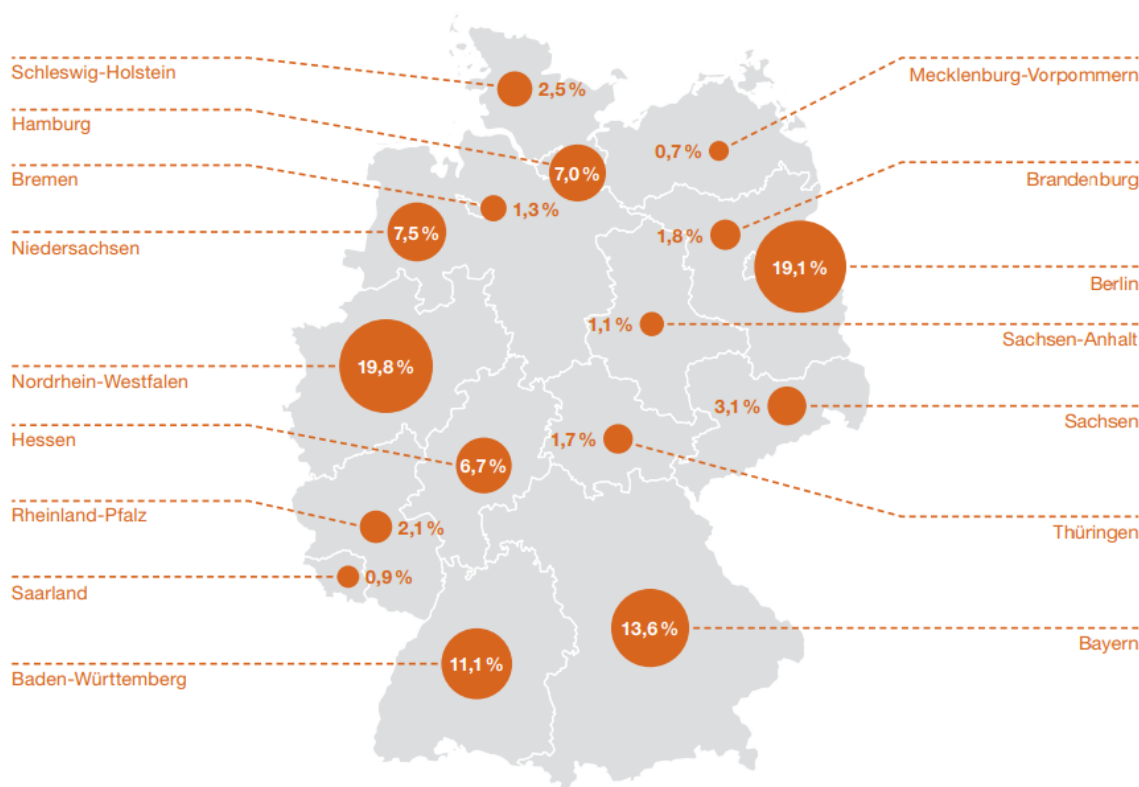 Schleswig-Holstein
2,5 %
Hamburg
7,0 %
Bremen
1,3 %
Niedersachsen
7,5 %
Nordrhein-Westfalen
19,8 %
Hessen
6,7 %
Rheinland-Pfalz
2,1 %
Saarland
0,9 %
Baden-Württemberg
11,1 %
Mecklenburg-Vorpommern
0,7 %
Brandenburg
1,8 %
Berlin
19,1 %
Sachsen-Anhalt
1,1 %
Sachsen
3,1 %
Thüringen
1,7 %
Bayern
13,6 %